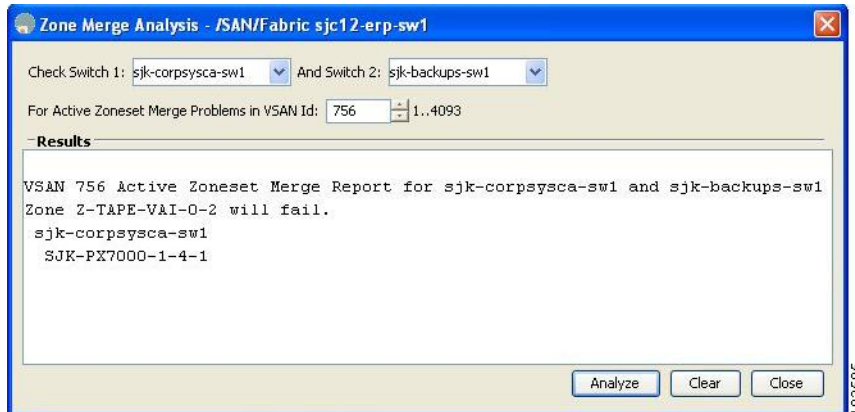 Zone Merge Analysis - /SAN/Fabric sjc12-erp-sw1
Check Switch 1: sjk-corpsysca-sw1 And Switch 2: sjk-backups-sw1
For Active Zoneset Merge Problems in VSAN Id: 756 1..4093
Results
VSAN 756 Active Zoneset Merge Report for sjk-corpsysca-sw1 and sjk-backups-sw1
Zone Z-TAPE-VAI-O-2 will fail.
sjk-corpsysca-sw1
SJK-PX7000-1-4-1
Analyze Clear Close